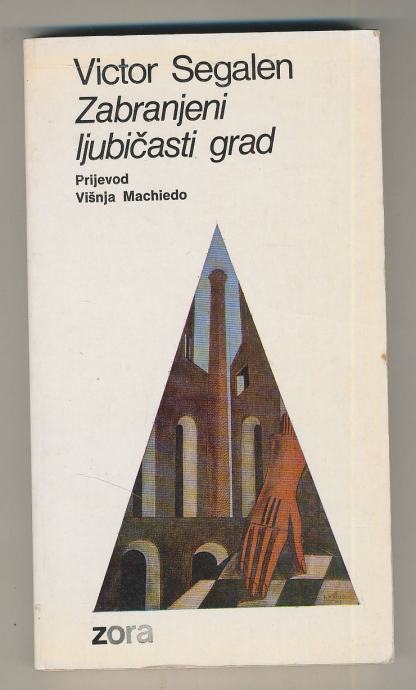 Victor Segalen
Zabranjeni
ljubičasti grad
Prijevod
Višnja Machiedo
zora